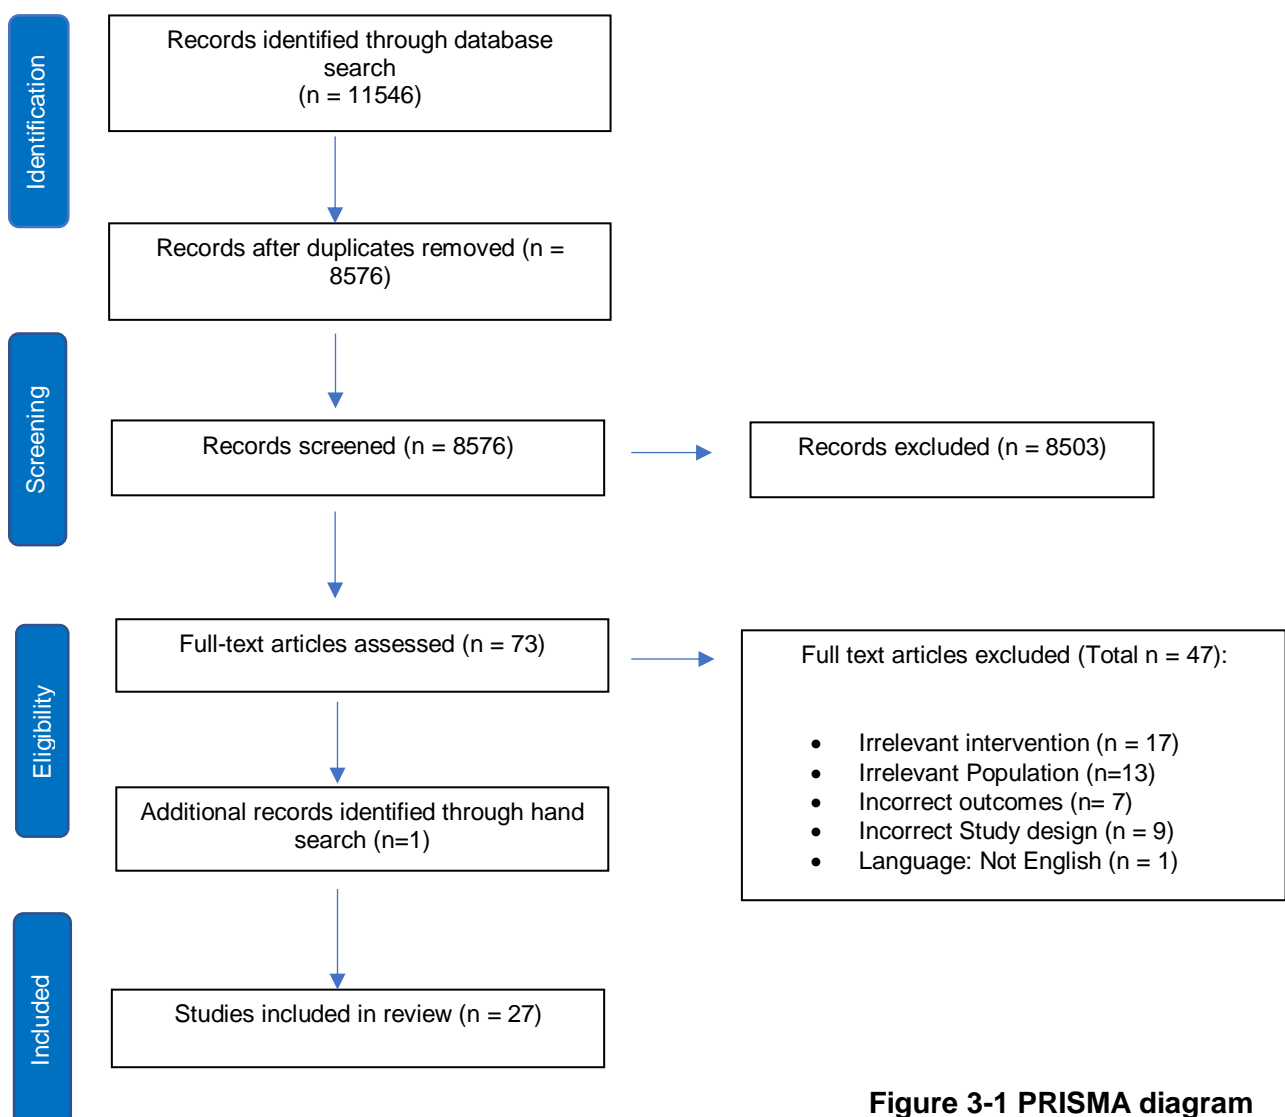 Identification
Records identified through database
search
(n = 11546)
Records after duplicates removed (n =
8576)
Screening
Records screened (n = 8576)
Records excluded (n = 8503)
Eligibility
Full-text articles assessed (n = 73)
Full text articles excluded (Total n = 47):
• Irrelevant intervention (n = 17)
• Irrelevant Population (n=13)
• Incorrect outcomes (n= 7)
• Incorrect Study design (n = 9)
• Language: Not English (n = 1)
Additional records identified through hand
search (n=1)
Included
Studies included in review (n = 27)
Figure 3-1 PRISMA diagram